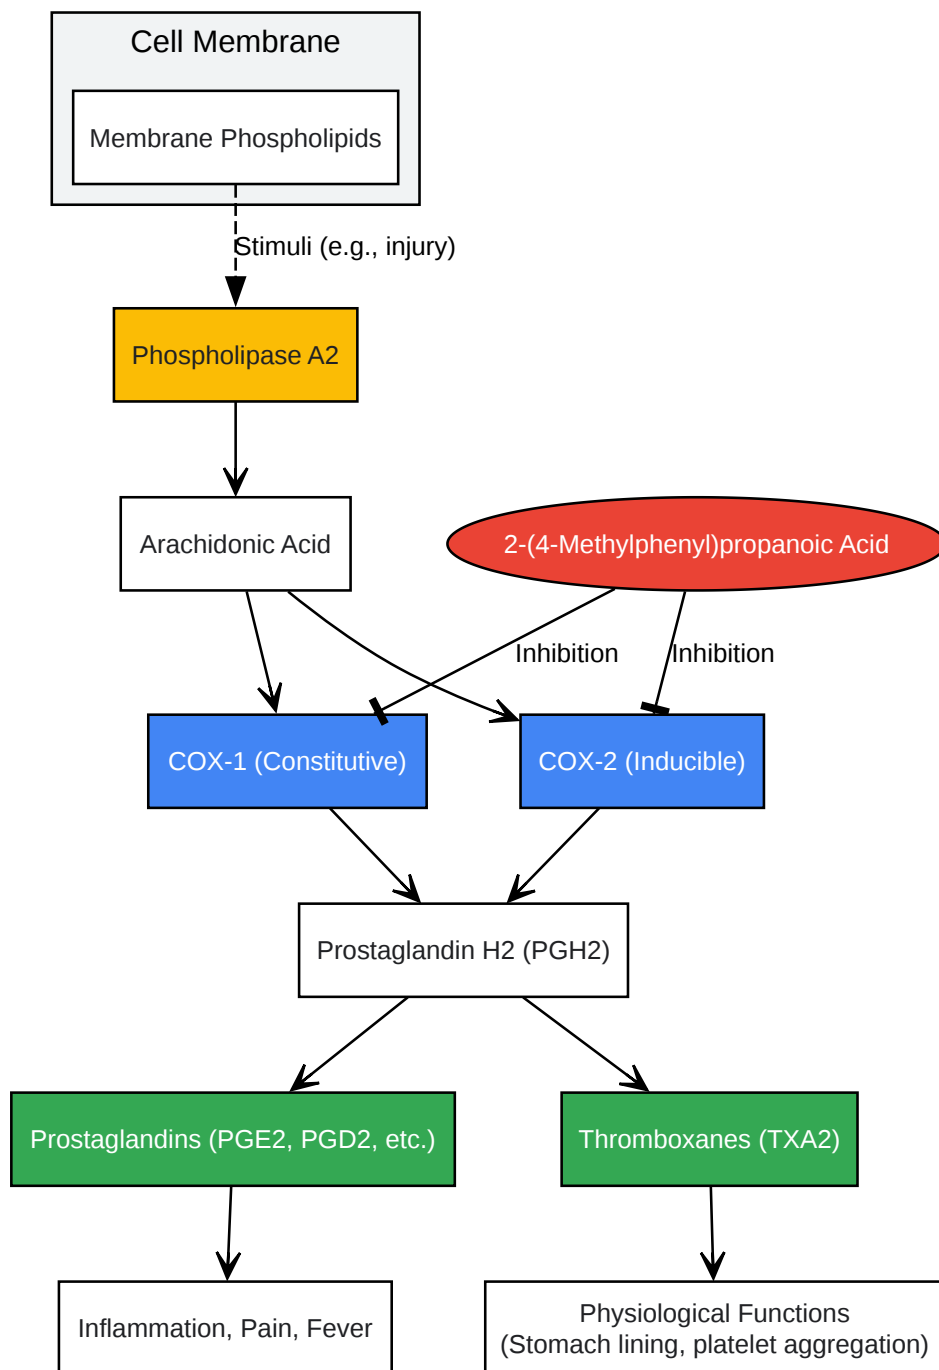 Cell Membrane
Membrane Phospholipids
Stimuli (e.g., injury)
Phospholipase A2
Arachidonic Acid
2-(4-Methylphenyl)propanoic Acid
Inhibition
Inhibition
COX-1 (Constitutive)
COX-2 (Inducible)
Prostaglandin H2 (PGH2)
Prostaglandins (PGE2, PGD2, etc.)
Thromboxanes (TXA2)
Inflammation, Pain, Fever
Physiological Functions
(Stomach lining, platelet aggregation)